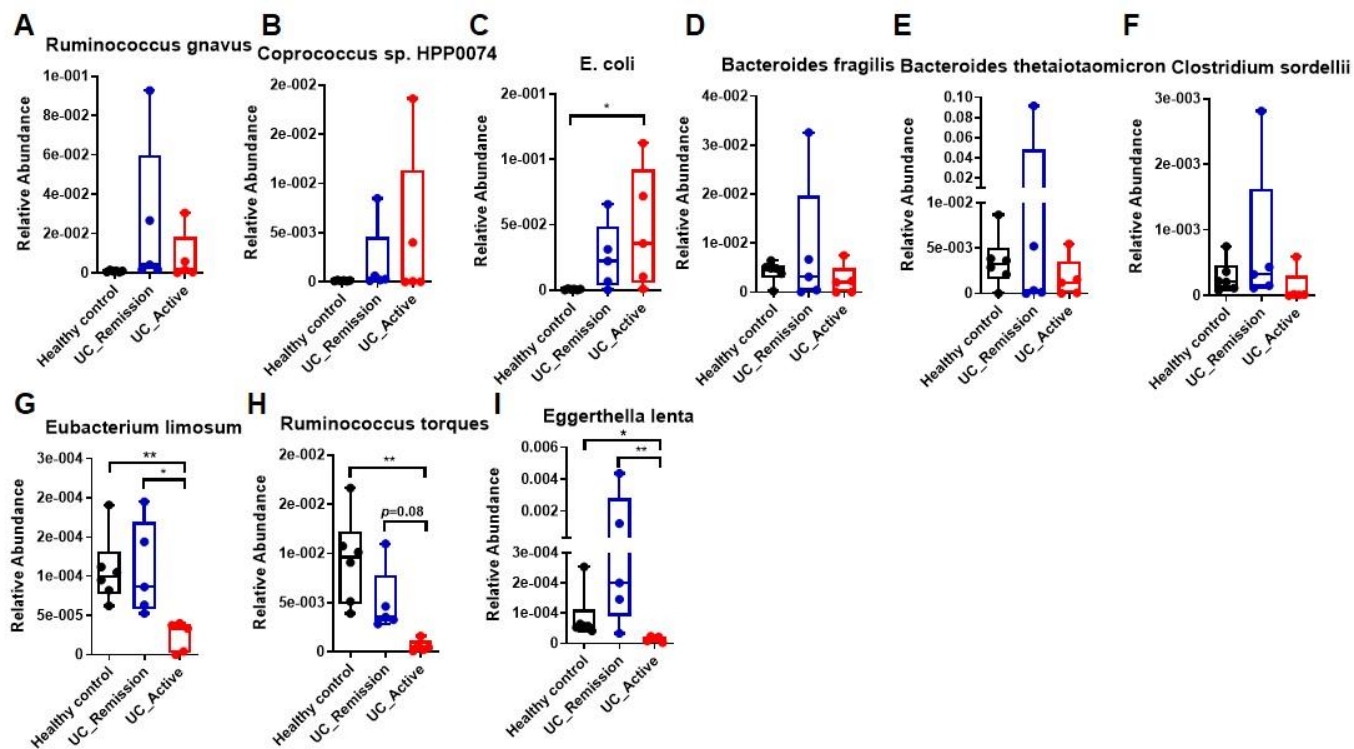 A
Ruminococcus gnavus
Relative Abundance
1e-001
8e-002
6e-002
4e-002
2e-002
0
Healthy control
UC_Remission
UC_Active
B
Coprococcus sp. HPP0074
Relative Abundance
2e-002
2e-002
1e-002
5e-003
0
Healthy control
UC_Remission
UC_Active
C
E. coli
Relative Abundance
2e-001
1e-001
5e-002
0
*
Healthy control
UC_Remission
UC_Active
D
Bacteroides fragilis
Relative Abundance
4e-002
3e-002
2e-002
1e-002
0
Healthy control
UC_Remission
UC_Active
E
Bacteroides thetaiotaomicron
Relative Abundance
0.10
0.08
0.06
0.04
0.02
1e-002
5e-003
0
Healthy control
UC_Remission
UC_Active
F
Clostridium sordellii
Relative Abundance
3e-003
2e-003
1e-003
0
Healthy control
UC_Remission
UC_Active
G
Eubacterium limosum
Relative Abundance
3e-004
2e-004
2e-004
1e-004
5e-005
0
**
*
Healthy control
UC_Remission
UC_Active
H
Ruminococcus torques
Relative Abundance
2e-002
2e-002
1e-002
5e-003
0
**
p=0.08
Healthy control
UC_Remission
UC_Active
I
Eggerthella lenta
Relative Abundance
0.006
0.004
0.002
0.000
3e-004
2e-004
1e-004
0
*
**
Healthy control
UC_Remission
UC_Active